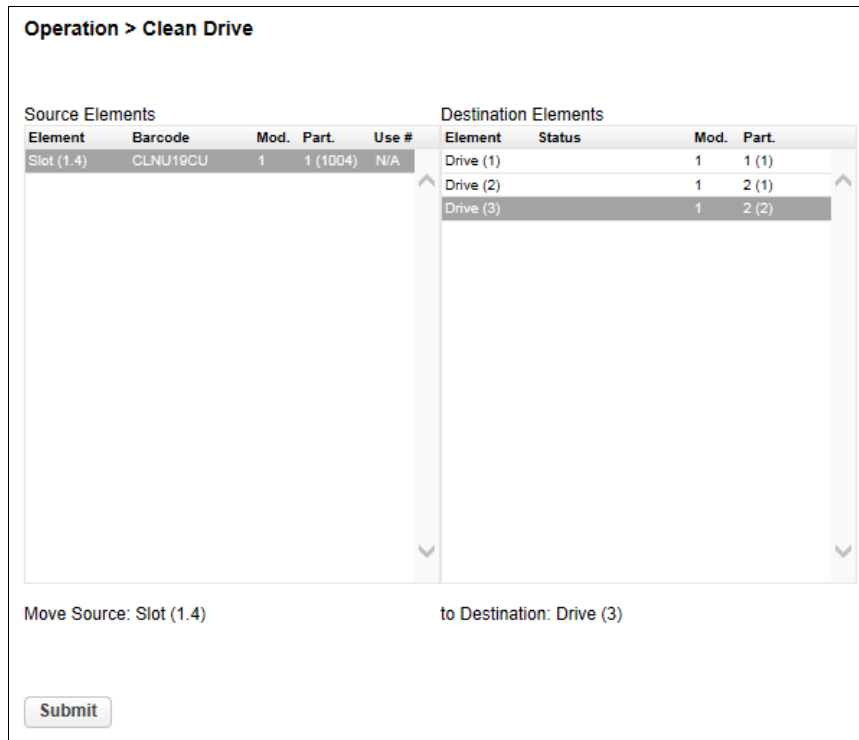 Operation > Clean Drive
Source Elements
Element Barcode Mod. Part. Use #
Slot (1.4) CLNU19CU 1 1 (1004) N/A
Destination Elements
Element Status Mod. Part.
Drive (1) 1 1 (1)
Drive (2) 1 2 (1)
Drive (3) 1 2 (2)
Move Source: Slot (1.4)
to Destination: Drive (3)
Submit